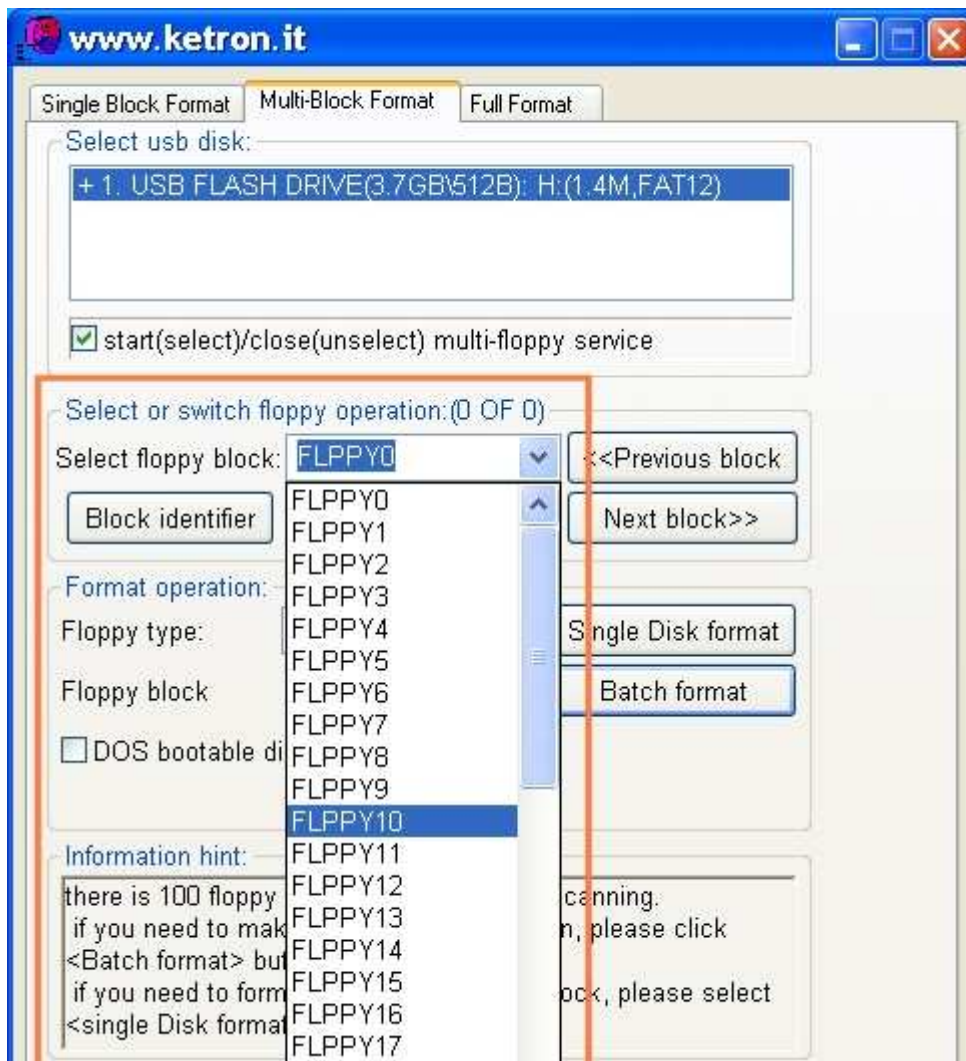 www.ketron.it
Single Block Format Multi-Block Format Full Format
Select usb disk:
+ 1. USB FLASH DRIVE(3.7GB\512B): H:(1.4M,FAT12)
start(select)/close(unselect) multi-floppy service
Select or switch floppy operation:(0 OF 0)
Select floppy block: FLPPY0 <<Previous block
Block identifier Next block>>
FLPPY0
FLPPY1
FLPPY2
FLPPY3
FLPPY4
FLPPY5
FLPPY6
FLPPY7
FLPPY8
FLPPY9
FLPPY10
FLPPY11
FLPPY12
FLPPY13
FLPPY14
FLPPY15
FLPPY16
FLPPY17
Format operation:
Floppy type: Single Disk format
Floppy block Batch format
DOS bootable di
Information hint:
there is 100 floppy canning.
if you need to mak n, please click
<Batch format> but
if you need to form ock, please select
<single Disk format